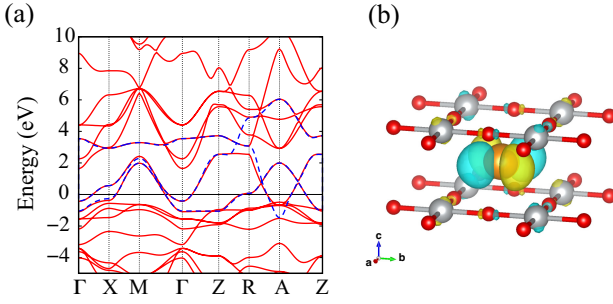 (a)
(b)
Energy (eV)
10
8
6
4
2
0
−2
−4
Γ X M Γ Z R A Z
c
a b